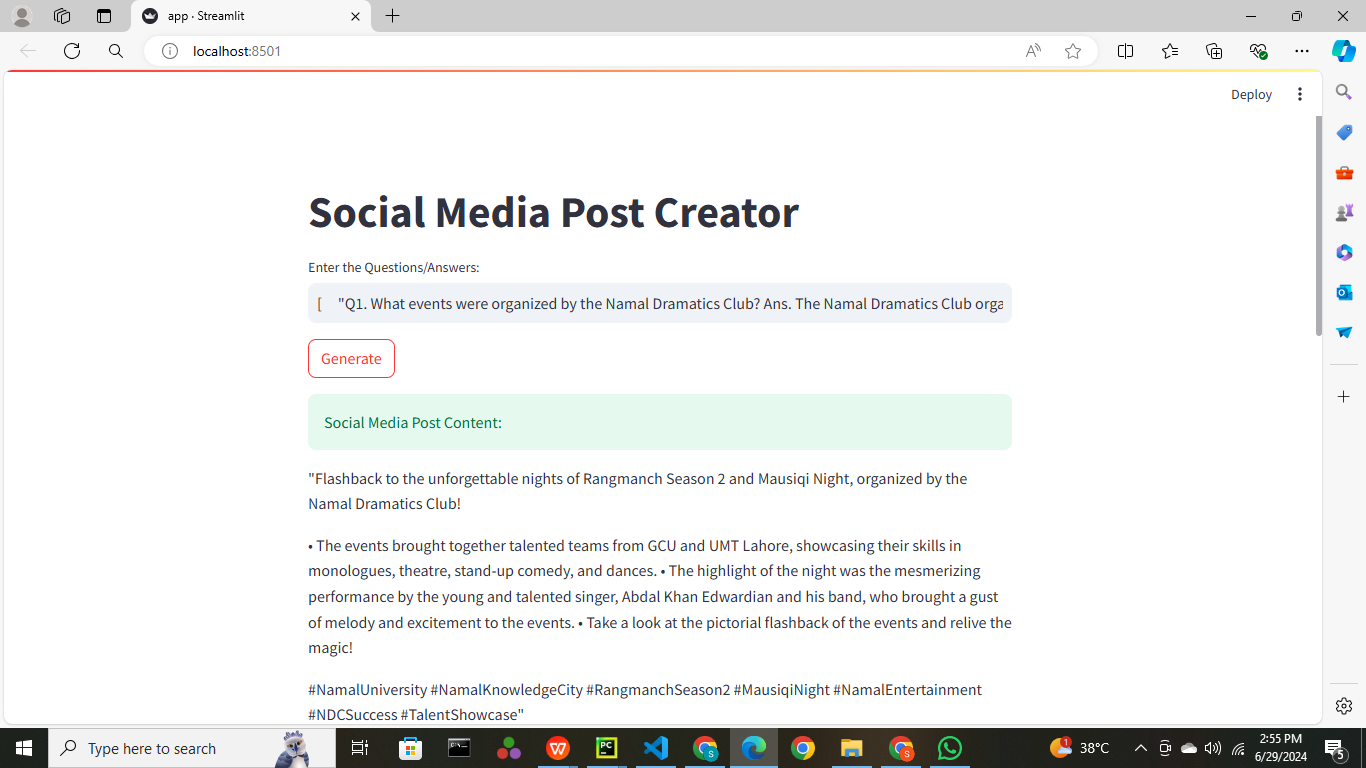 app · Streamlit
localhost:8501
Deploy
Social Media Post Creator
Enter the Questions/Answers:
[ "Q1. What events were organized by the Namal Dramatics Club? Ans. The Namal Dramatics Club orga
Generate
Social Media Post Content:
"Flashback to the unforgettable nights of Rangmanch Season 2 and Mausiqi Night, organized by the
Namal Dramatics Club!
• The events brought together talented teams from GCU and UMT Lahore, showcasing their skills in
monologues, theatre, stand-up comedy, and dances. • The highlight of the night was the mesmerizing
performance by the young and talented singer, Abdal Khan Edwardian and his band, who brought a gust
of melody and excitement to the events. • Take a look at the pictorial flashback of the events and relive the
magic!
#NamalUniversity #NamalKnowledgeCity #RangmanchSeason2 #MausiqiNight #NamalEntertainment
#NDCSuccess #TalentShowcase"
Type here to search
1
38°C
2:55 PM
6/29/2024
5